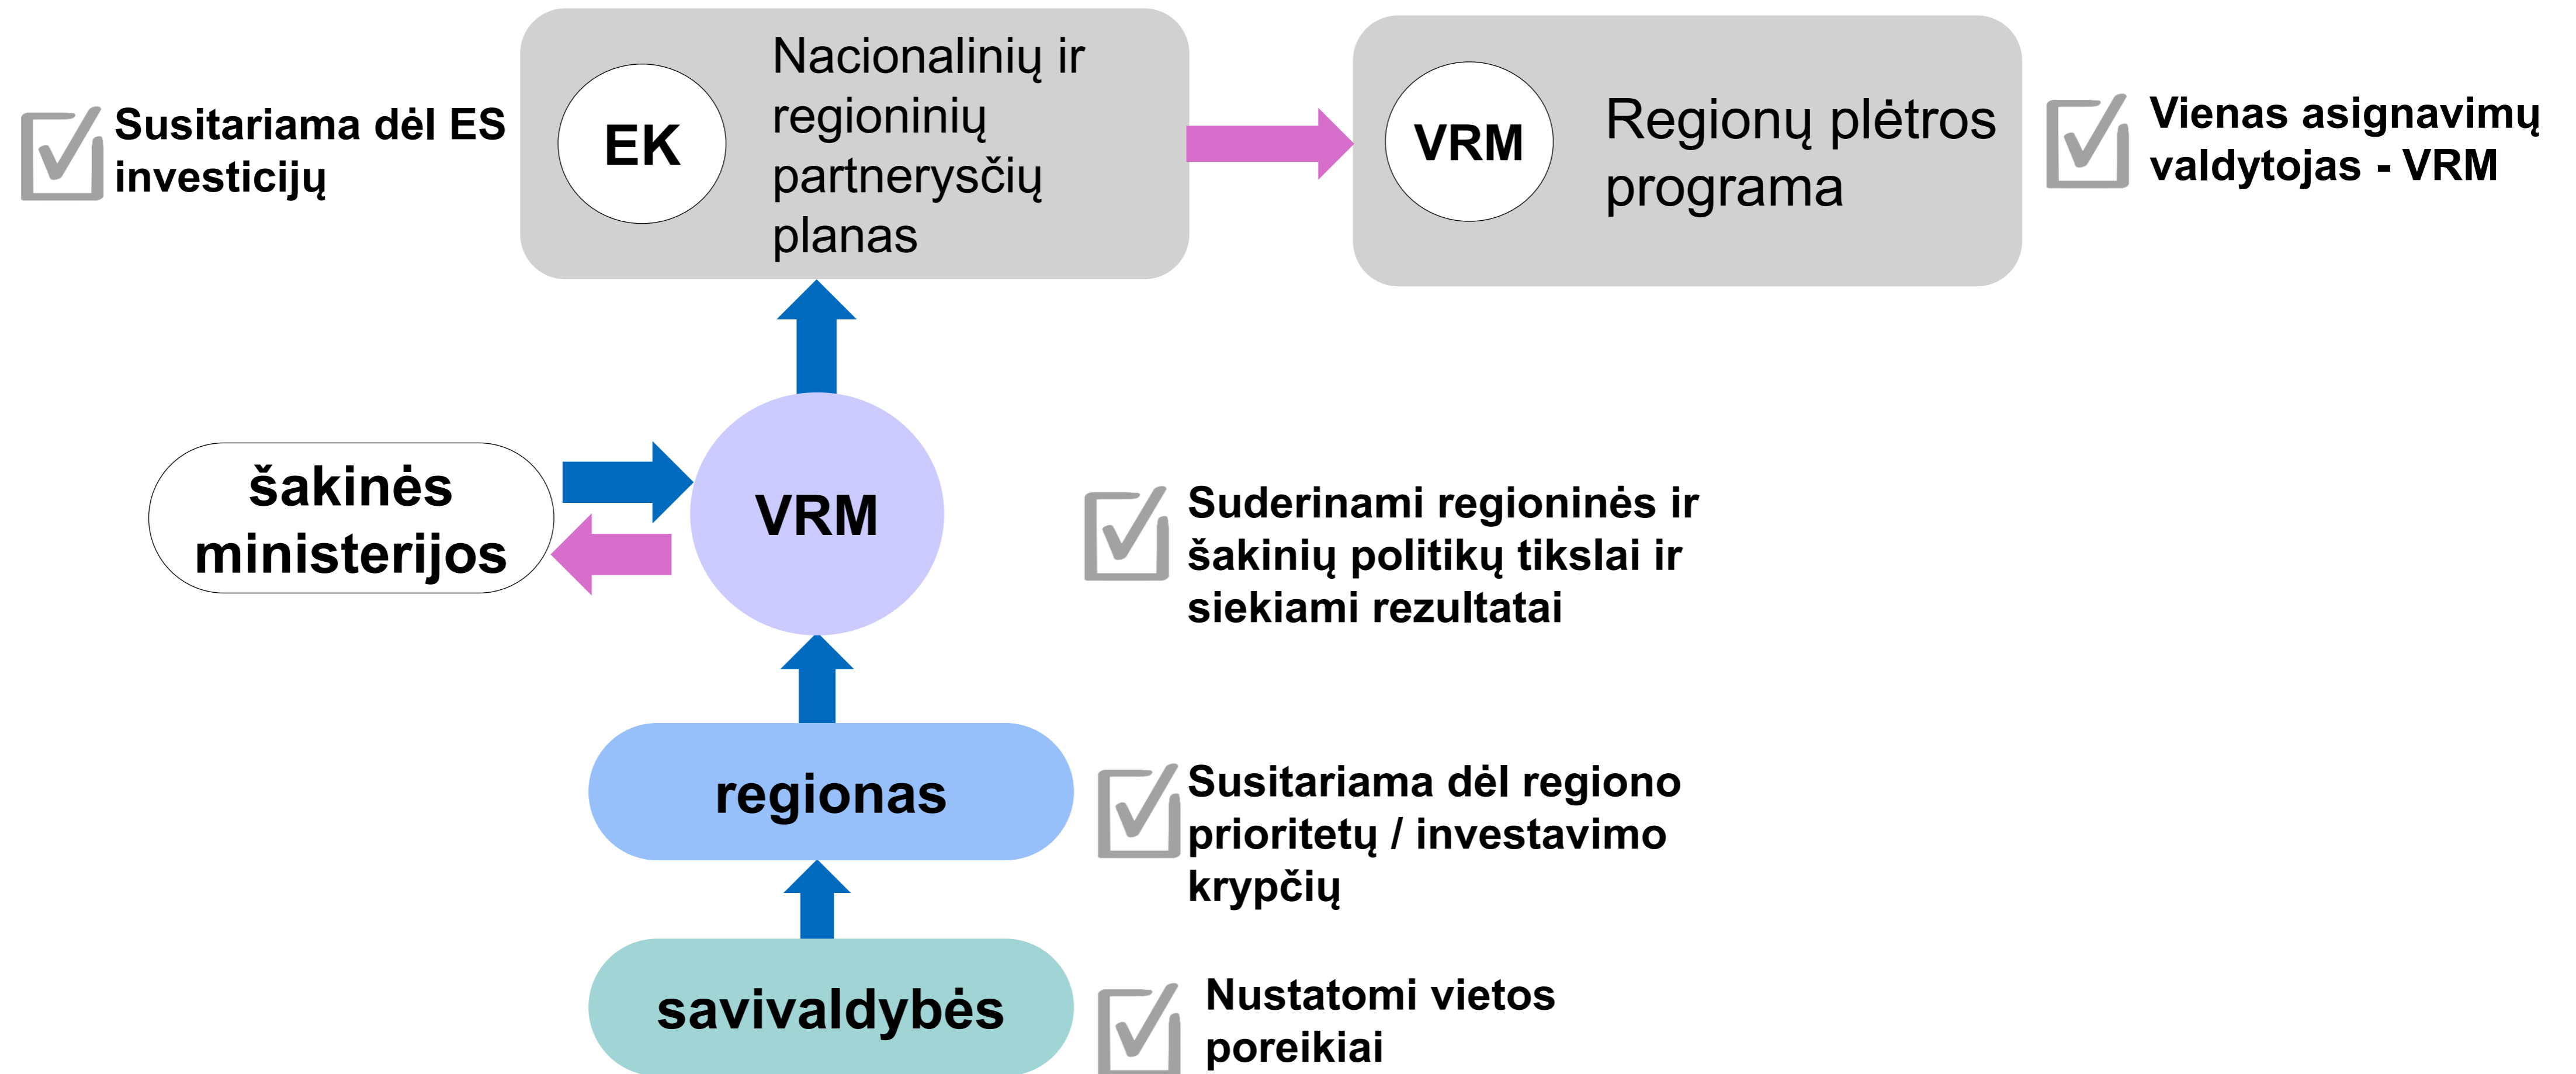 Susitariama dėl ES
investicijų
EK
Nacionalinių ir
regioninių
partnerysčių
planas
VRM
Regionų plėtros
programa
Vienas asignavimų
valdytojas - VRM
šakinės
ministerijos
VRM
Suderinami regioninės ir
šakinių politikų tikslai ir
siekiami rezultatai
regionas
Susitariama dėl regiono
prioritetų / investavimo
krypčių
savivaldybės
Nustatomi vietos
poreikiai